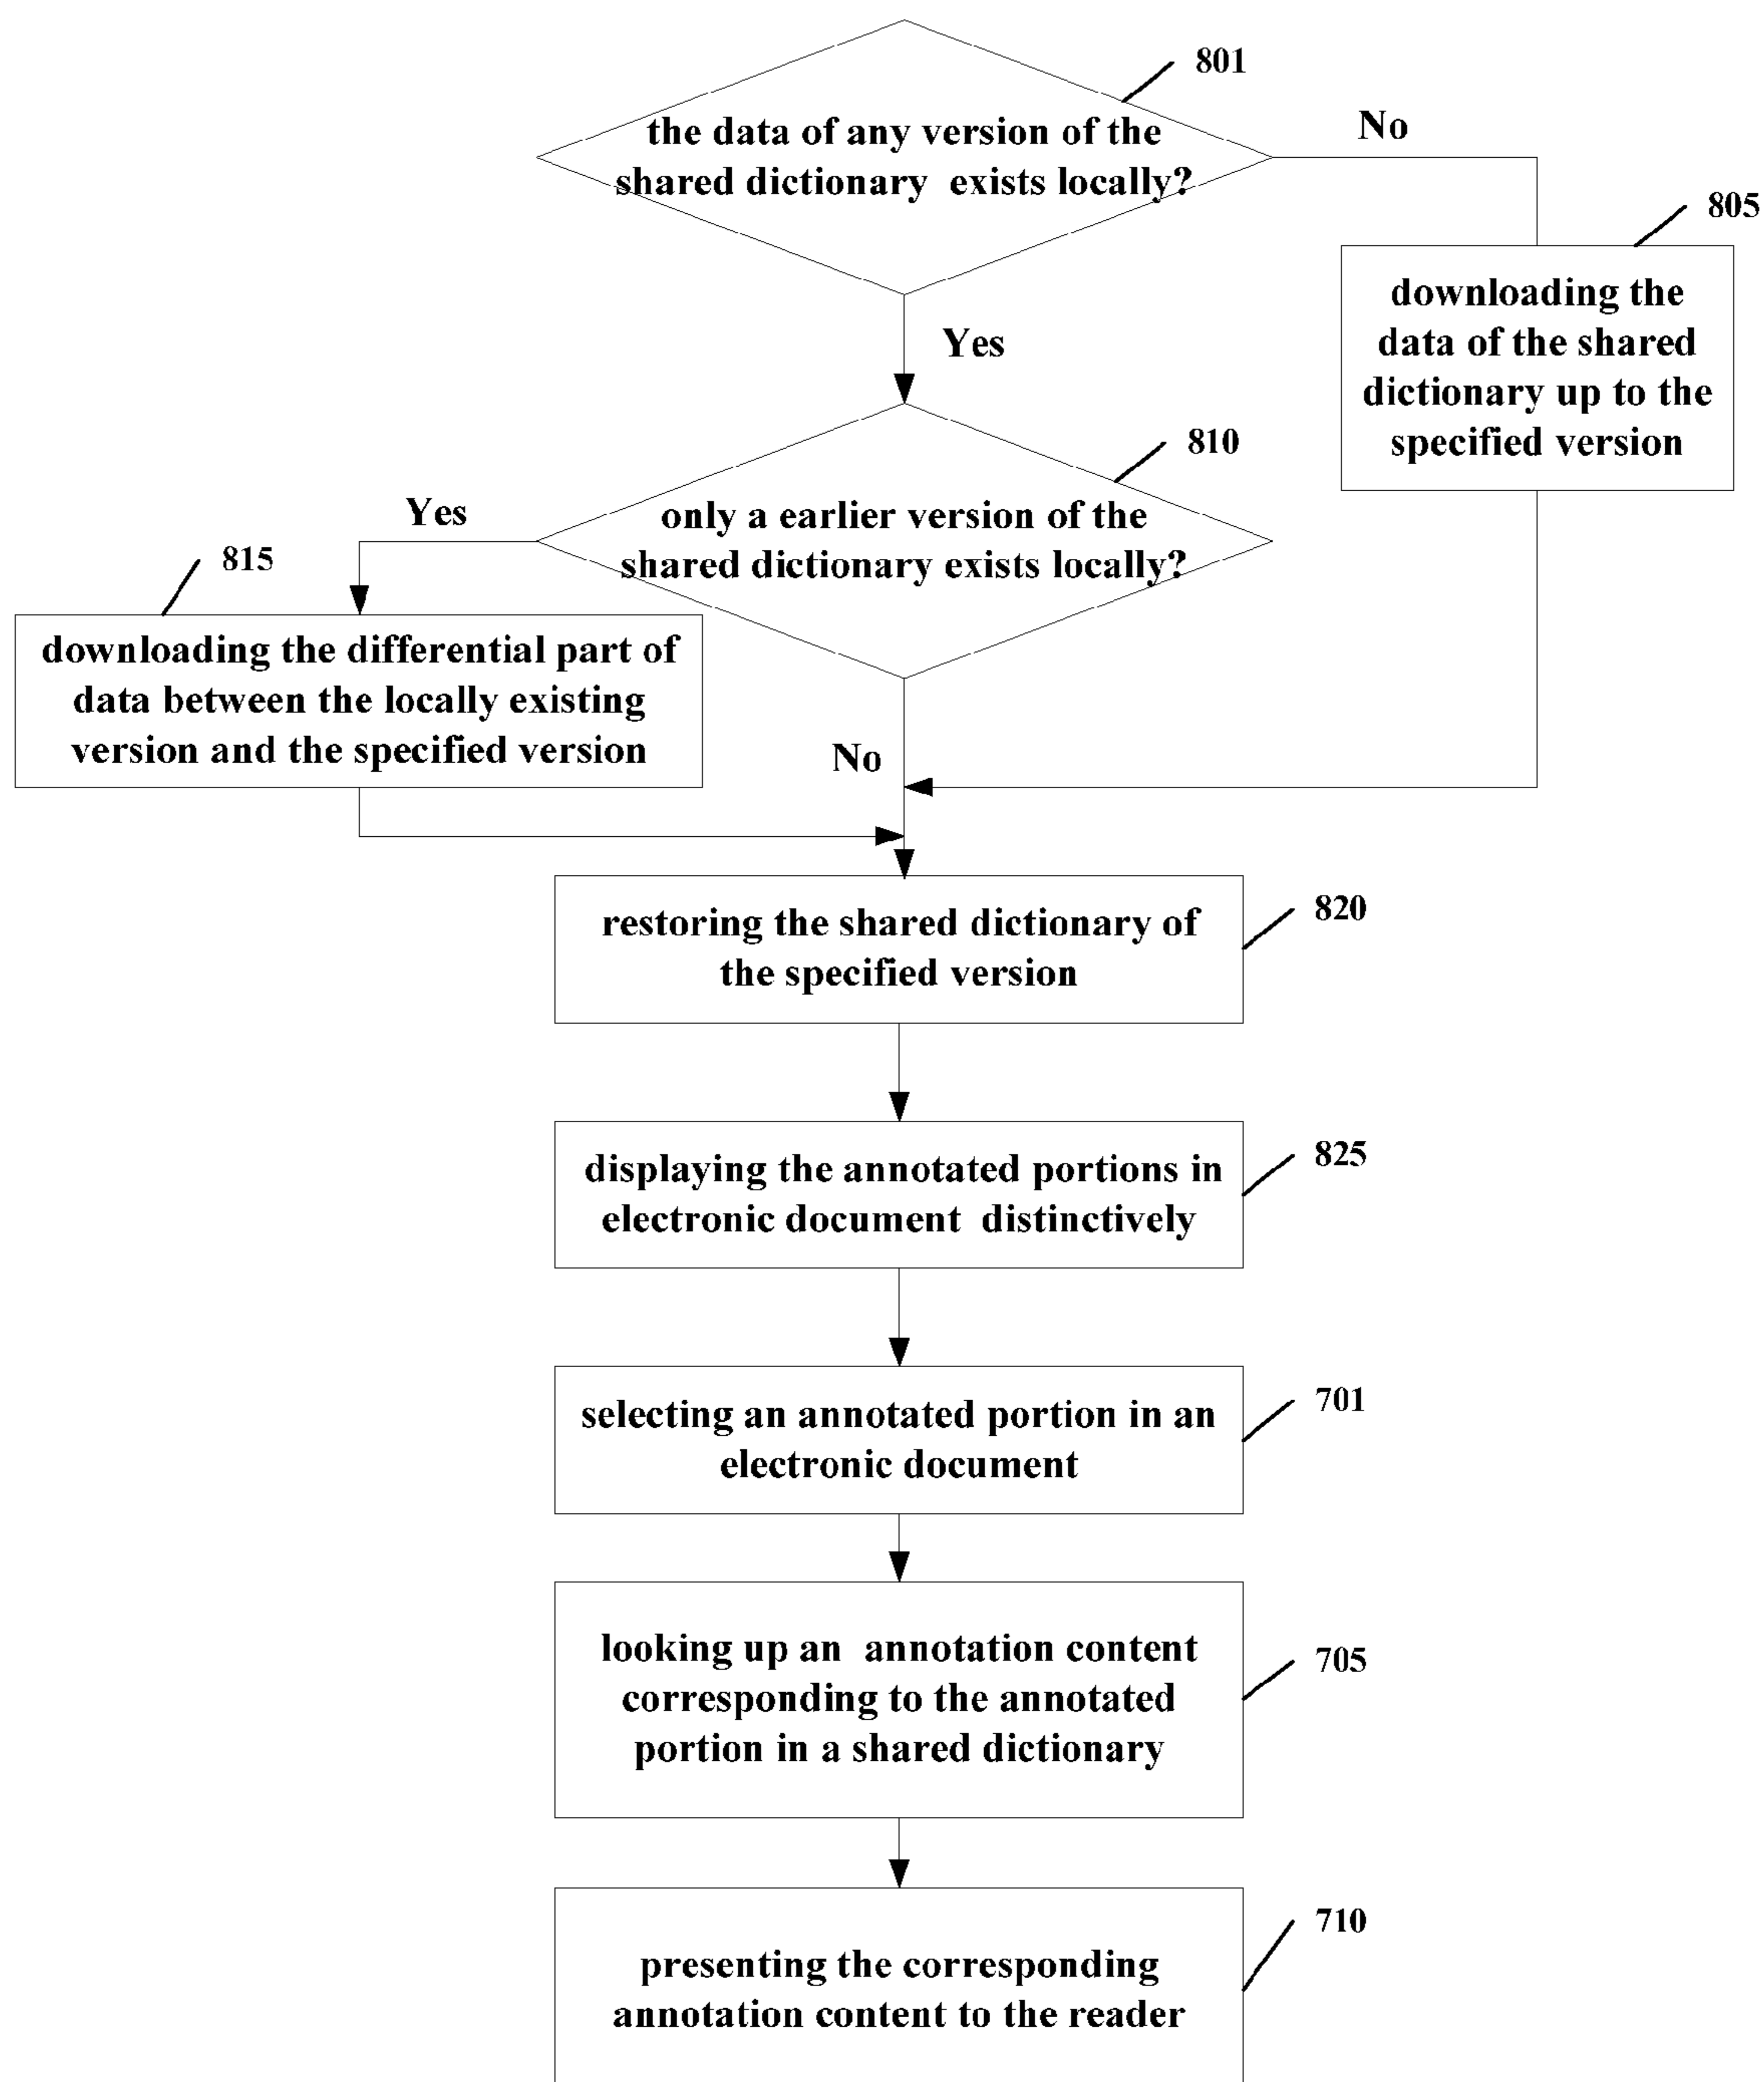 801
the data of any version of the
shared dictionary exists locally?
No
805
downloading the
data of the shared
dictionary up to the
specified version
Yes
810
only a earlier version of the
shared dictionary exists locally?
Yes
815
downloading the differential part of
data between the locally existing
version and the specified version
No
restoring the shared dictionary of
the specified version
820
displaying the annotated portions in
electronic document distinctively
825
selecting an annotated portion in an
electronic document
701
looking up an annotation content
corresponding to the annotated
portion in a shared dictionary
705
presenting the corresponding
annotation content to the reader
710